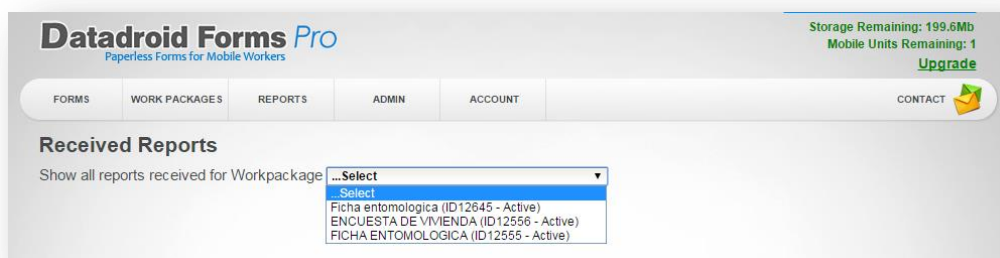 Datadroid Forms Pro
Paperless Forms for Mobile Workers
Storage Remaining: 199.6Mb
Mobile Units Remaining: 1
Upgrade
FORMS WORK PACKAGES REPORTS ADMIN ACCOUNT CONTACT
Received Reports
Show all reports received for Workpackage ...Select
...Select
Ficha entomologica (ID12645 - Active)
ENCUESTA DE VIVIENDA (ID12556 - Active)
FICHA ENTOMOLOGICA (ID12555 - Active)